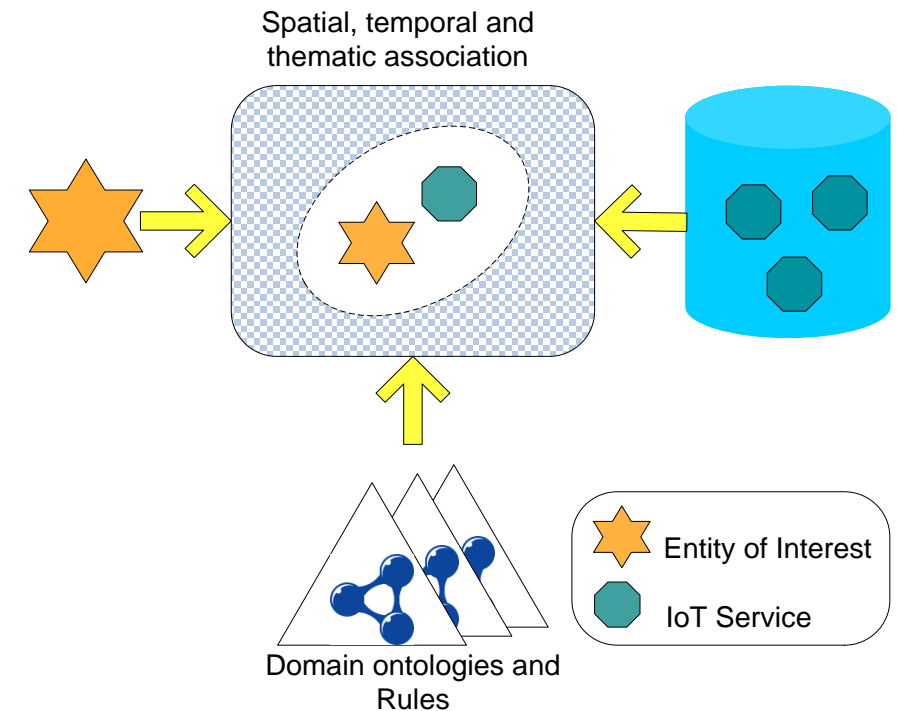 Spatial, temporal and
thematic association
Entity of Interest
IoT Service
Domain ontologies and
Rules